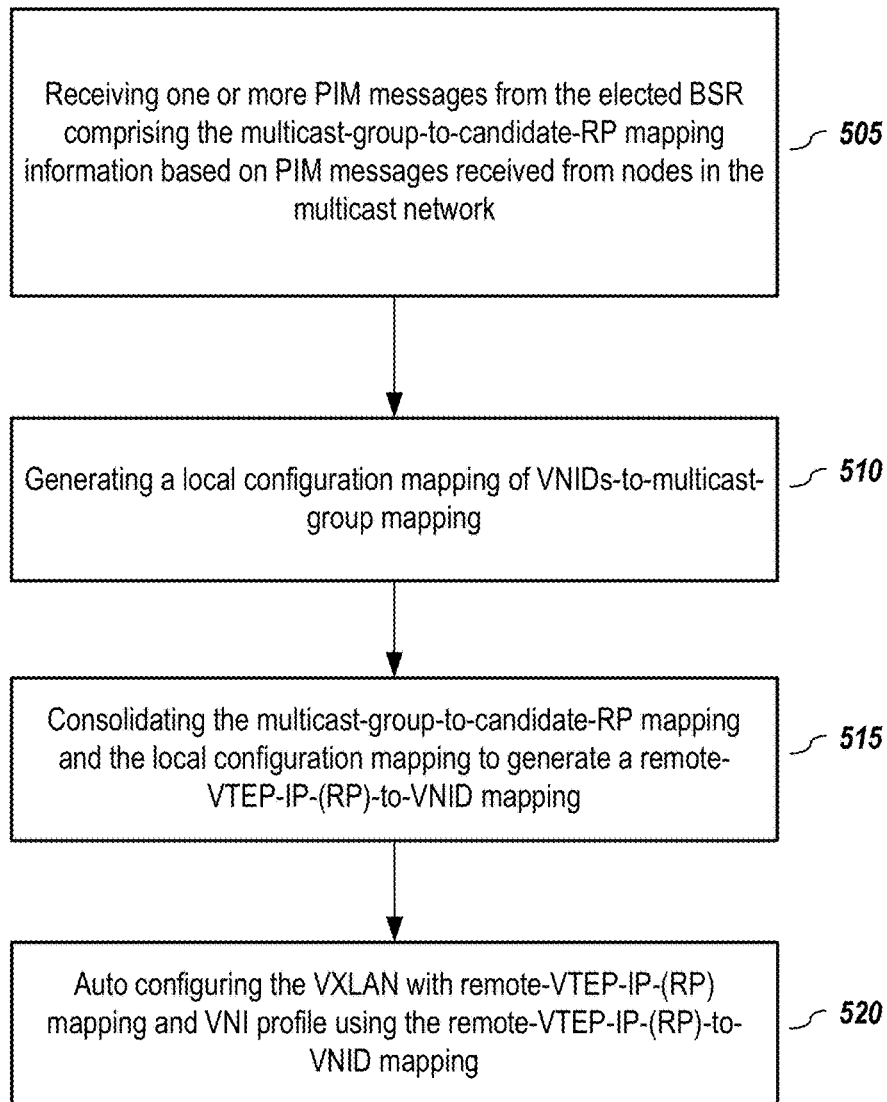 Receiving one or more PIM messages from the elected BSR
comprising the multicast-group-to-candidate-RP mapping
information based on PIM messages received from nodes in the
multicast network
505
Generating a local configuration mapping of VNIDs-to-multicast-
group mapping
510
Consolidating the multicast-group-to-candidate-RP mapping
and the local configuration mapping to generate a remote-
VTEP-IP-(RP)-to-VNID mapping
515
Auto configuring the VXLAN with remote-VTEP-IP-(RP)
mapping and VNI profile using the remote-VTEP-IP-(RP)-to-
VNID mapping
520